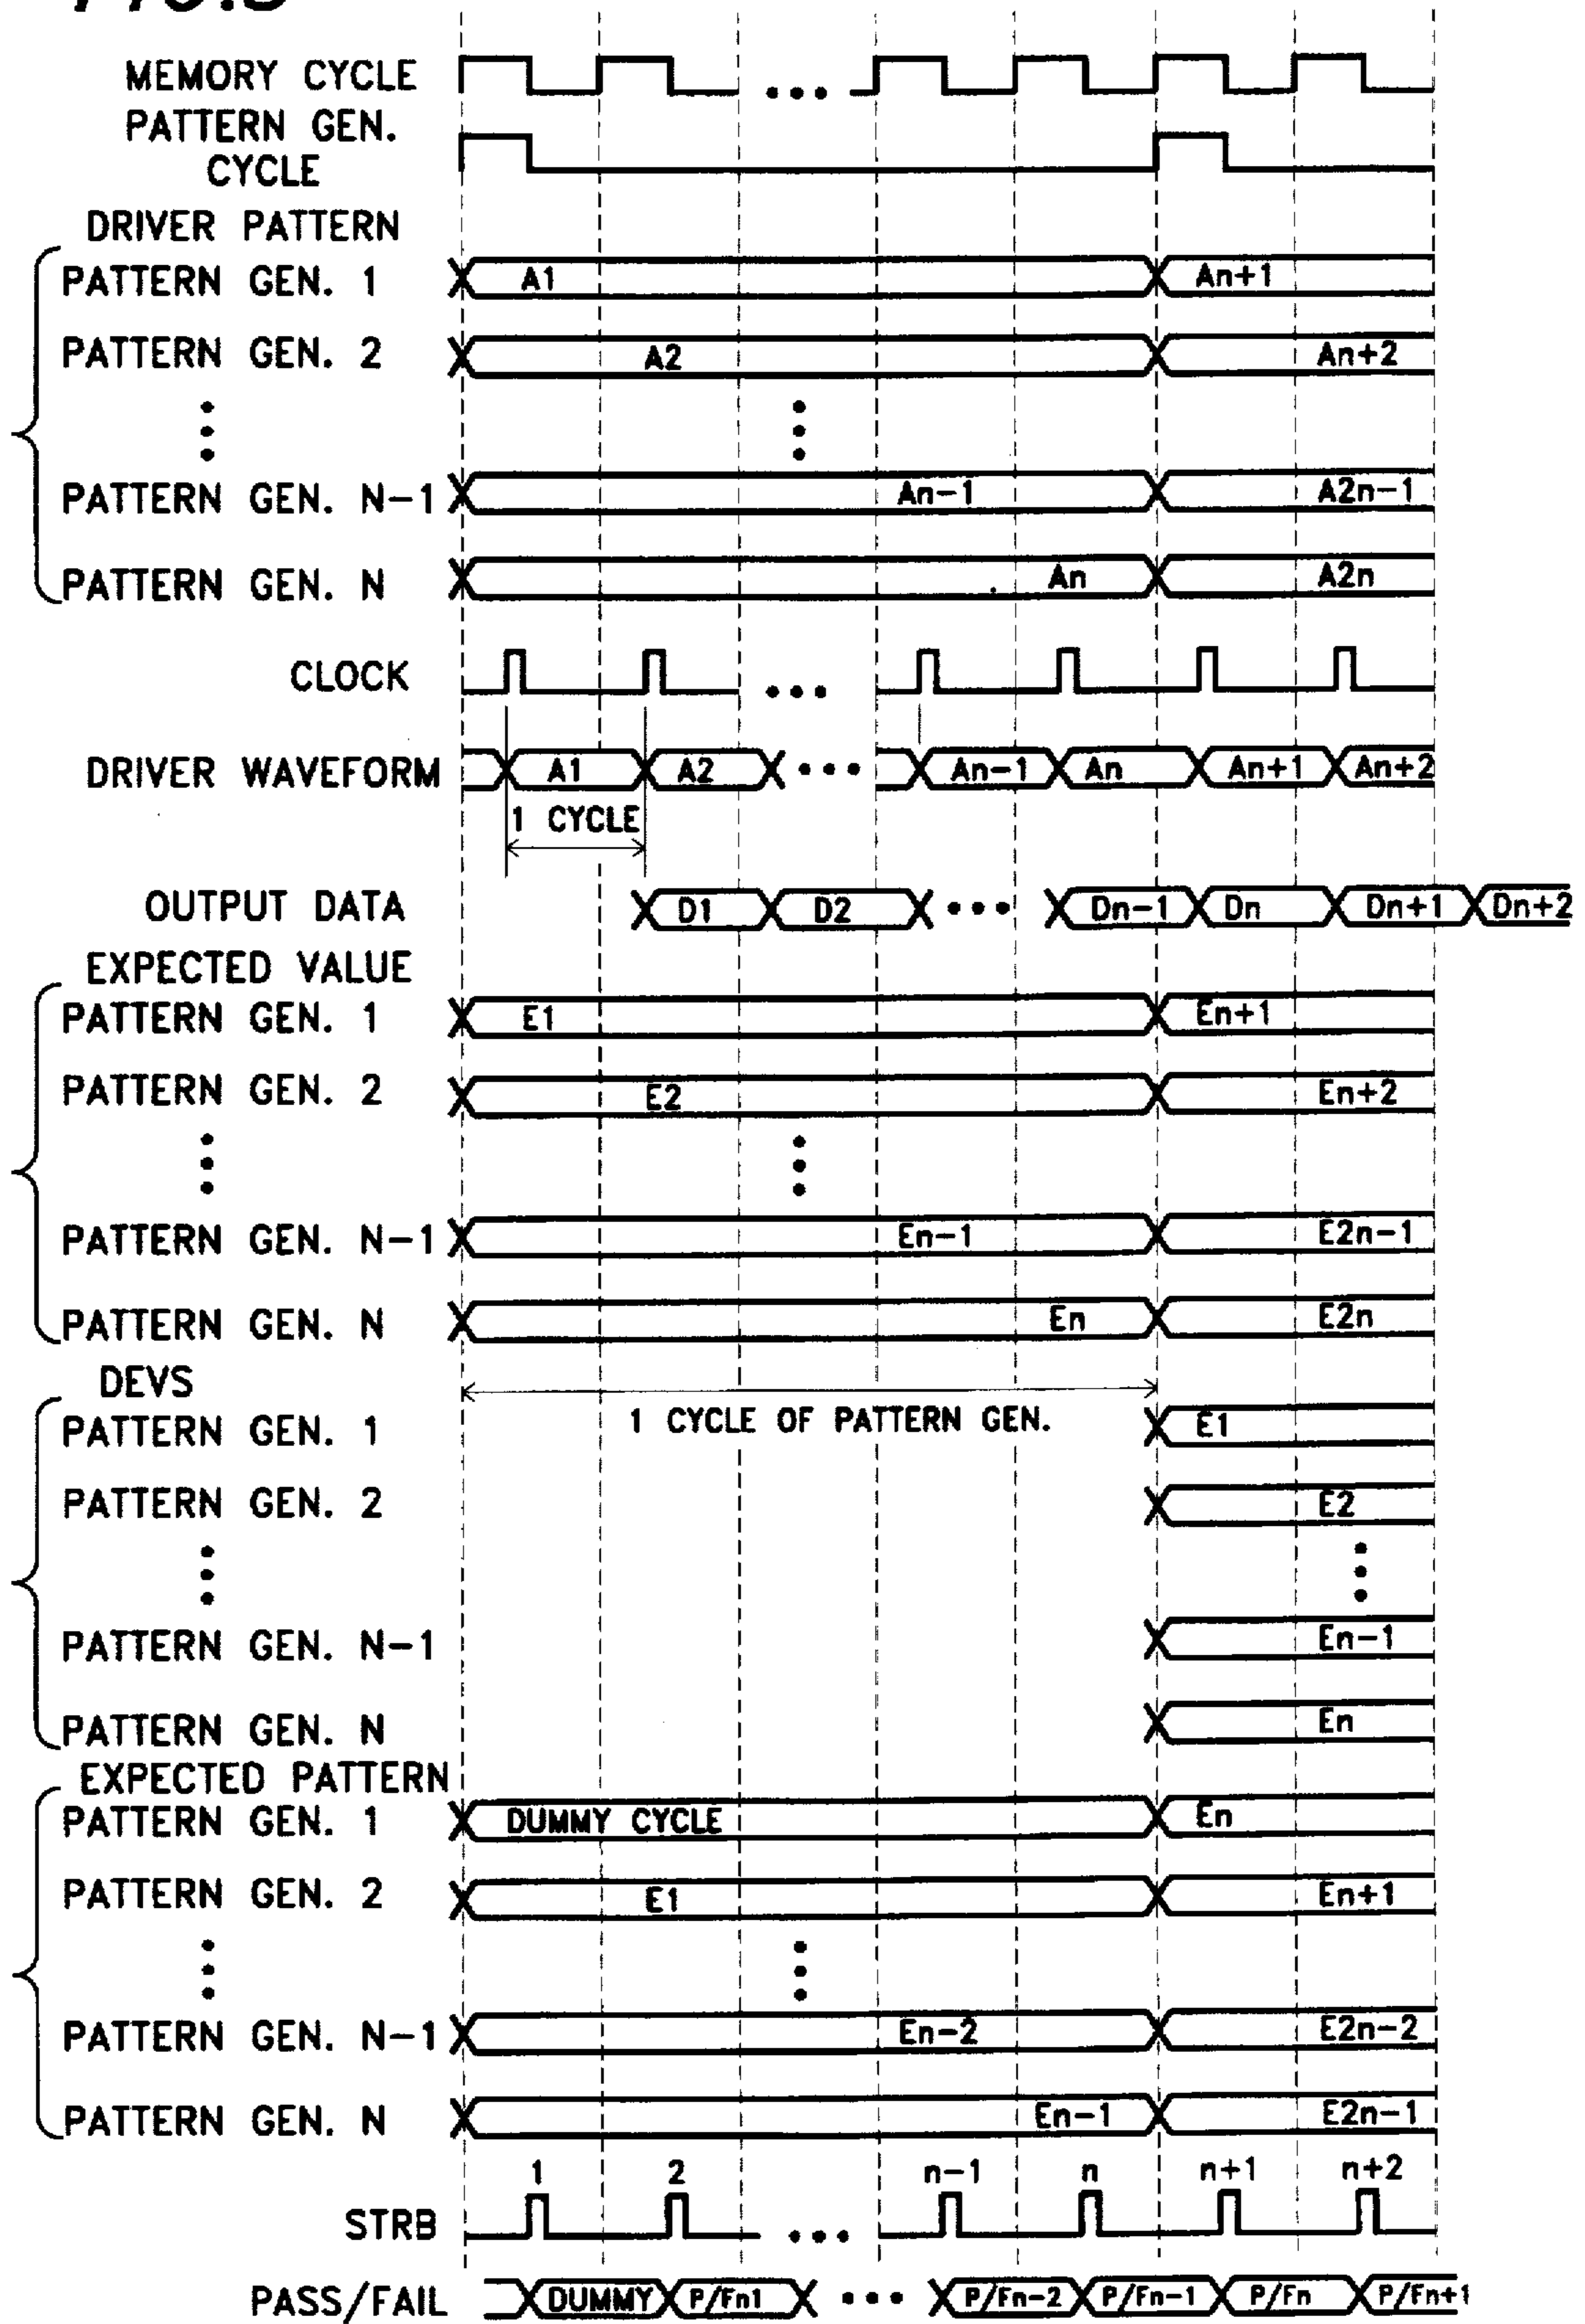 MEMORY CYCLE
PATTERN GEN.
CYCLE
DRIVER PATTERN
PATTERN GEN. 1 A1 An+1
PATTERN GEN. 2 A2 An+2
PATTERN GEN. N-1 An-1 A2n-1
PATTERN GEN. N An A2n
CLOCK
DRIVER WAVEFORM A1 A2 An-1 An An+1 An+2
1 CYCLE
OUTPUT DATA D1 D2 Dn-1 Dn Dn+1 Dn+2
EXPECTED VALUE
PATTERN GEN. 1 E1 En+1
PATTERN GEN. 2 E2 En+2
PATTERN GEN. N-1 En-1 E2n-1
PATTERN GEN. N En E2n
DEVS
1 CYCLE OF PATTERN GEN.
PATTERN GEN. 1 E1
PATTERN GEN. 2 E2
PATTERN GEN. N-1 En-1
PATTERN GEN. N En
EXPECTED PATTERN
PATTERN GEN. 1 DUMMY CYCLE En
PATTERN GEN. 2 E1 En+1
PATTERN GEN. N-1 En-2 E2n-2
PATTERN GEN. N En-1 E2n-1
1 2 n-1 n n+1 n+2
STRB
PASS/FAIL DUMMY P/Fn1 P/Fn-2 P/Fn-1 P/Fn P/Fn+1